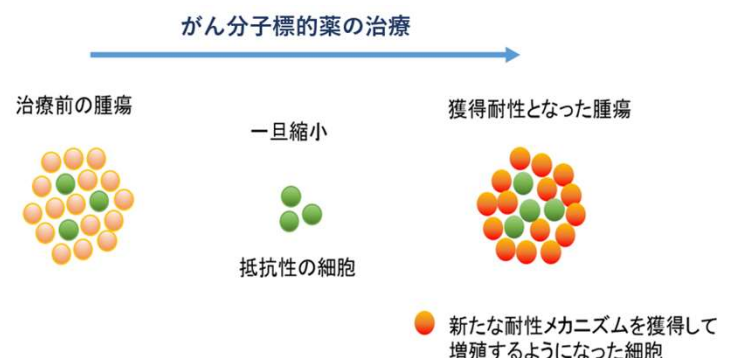 がん分子標的薬の治療
治療前の腫瘍
一旦縮小
抵抗性の細胞
獲得耐性となった腫瘍
新たな耐性メカニズムを獲得して
増殖するようになった細胞